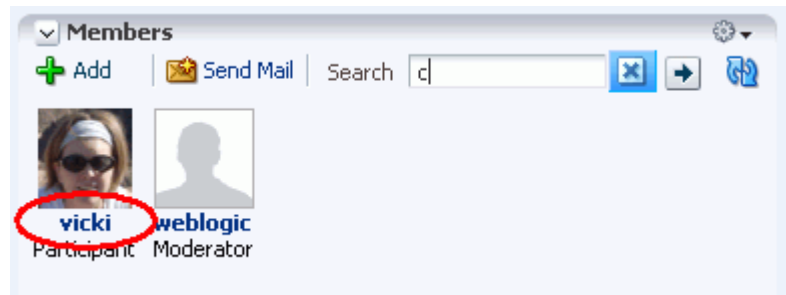 Members
Add Send Mail Search c
vicki weblogic
Participant Moderator